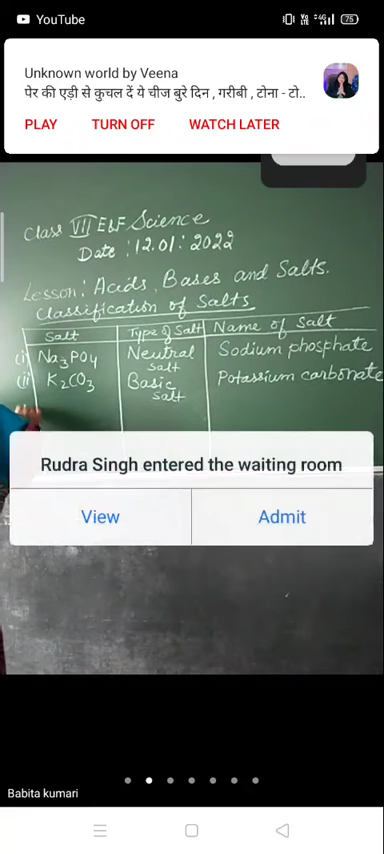 YouTube
75
Unknown world by Veena
पेर की एड़ी से कुचल दें ये चीज बुरे दिन , गरीबी , टोना - टो..
PLAY TURN OFF WATCH LATER
Class VII E&F Science
Date : 12.01: 2022
Lesson: Acids, Bases and Salts.
Classification of Salts
Salt Type of Salt Name of Salt
(i) Na3PO4 Neutral salt Sodium phosphate
(ii) K2CO3 Basic salt Potassium carbonate
Rudra Singh entered the waiting room
View Admit
Babita kumari